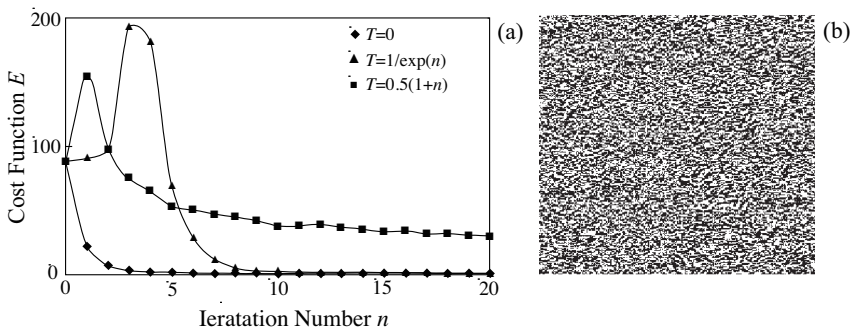 200
100
0
Cost Function E
0
5
10
15
20
Ieratation Number n
T=0
T=1/exp(n)
T=0.5(1+n)
(a)
(b)